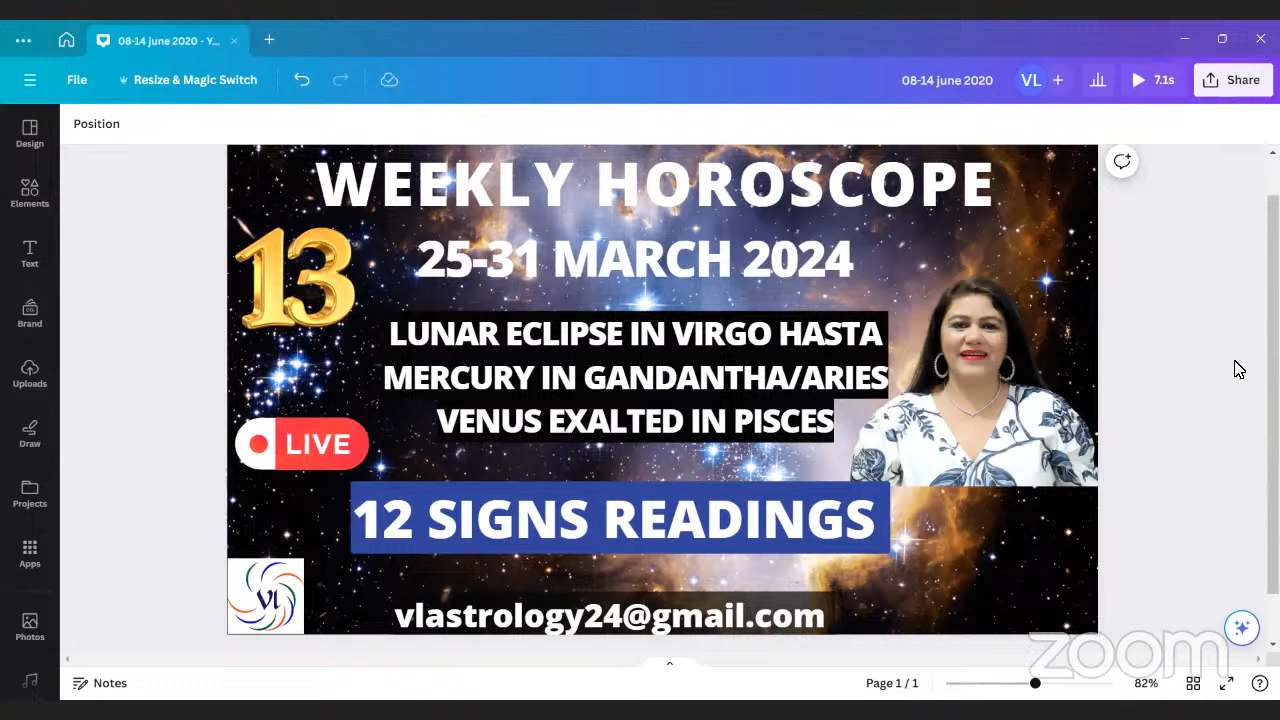 08-14 june 2020 - Y...
File
Resize & Magic Switch
08-14 june 2020
VL
7.1s
Share
Position
Design
Elements
Text
Brand
Uploads
Draw
Projects
Apps
Photos
WEEKLY HOROSCOPE
13
25-31 MARCH 2024
LUNAR ECLIPSE IN VIRGO HASTA
MERCURY IN GANDANTHA/ARIES
VENUS EXALTED IN PISCES
LIVE
12 SIGNS READINGS
Vl
vlastrology24@gmail.com
zoom
Notes
Page 1 / 1
82%